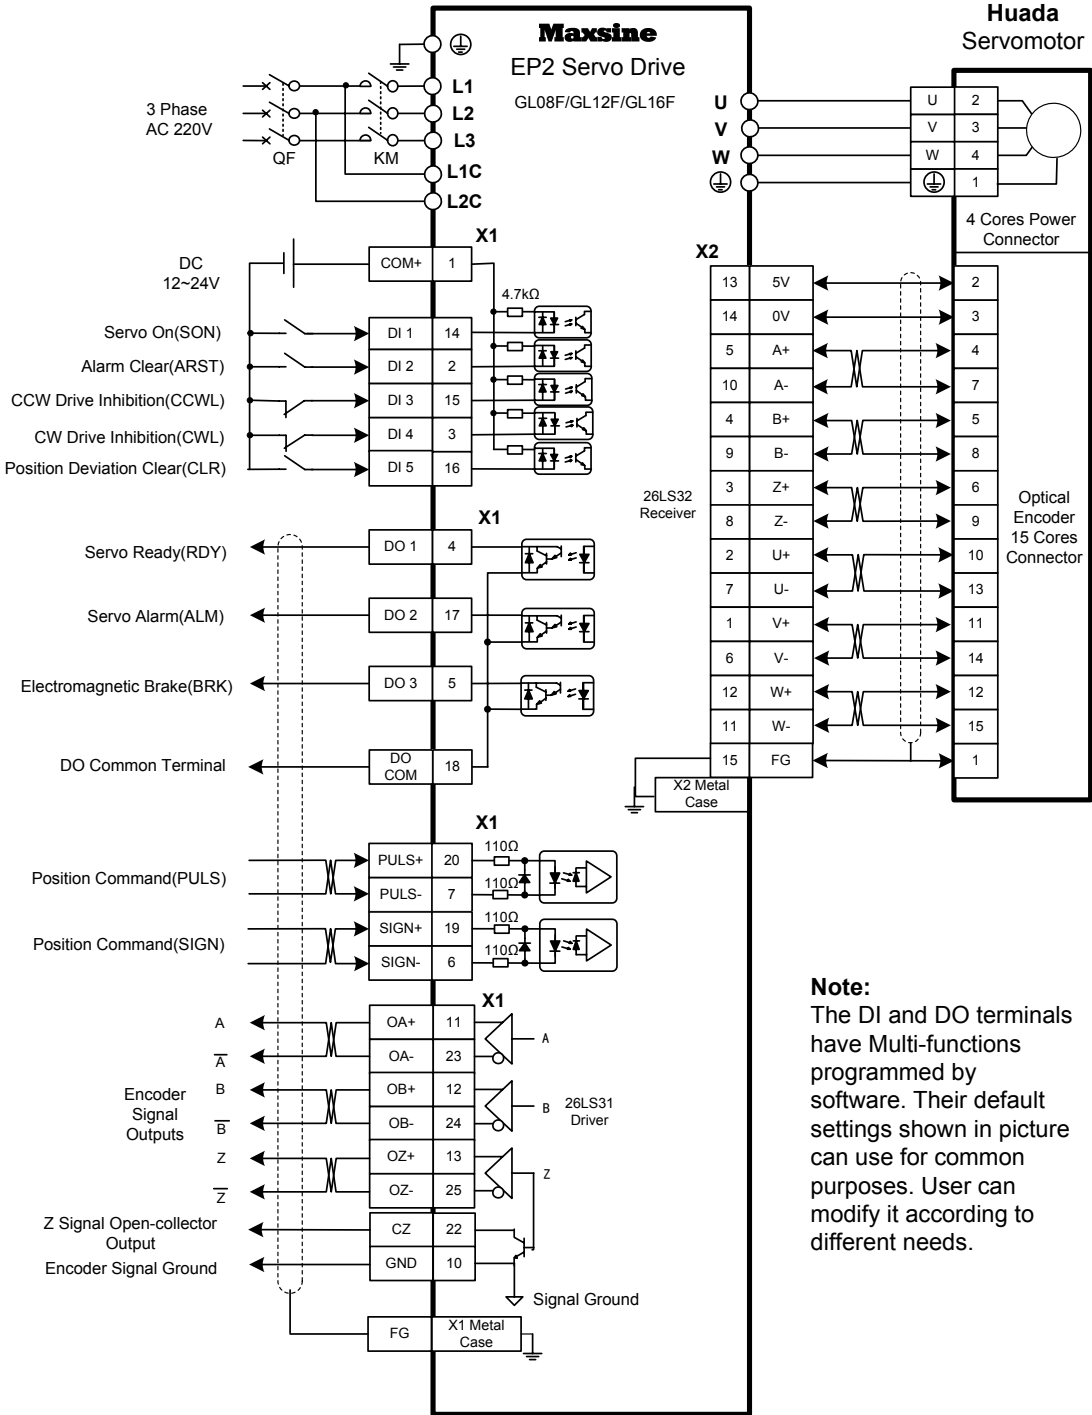 Maxsine
EP2 Servo Drive
GL08F/GL12F/GL16F
Huada
Servomotor
3 Phase
AC 220V
QF
KM
L1
L2
L3
L1C
L2C
U
V
W
U 2
V 3
W 4
1
4 Cores Power
Connector
X1
DC
12~24V
COM+ 1
4.7kΩ
Servo On(SON) DI 1 14
Alarm Clear(ARST) DI 2 2
CCW Drive Inhibition(CCWL) DI 3 15
CW Drive Inhibition(CWL) DI 4 3
Position Deviation Clear(CLR) DI 5 16
X1
Servo Ready(RDY) DO 1 4
Servo Alarm(ALM) DO 2 17
Electromagnetic Brake(BRK) DO 3 5
DO Common Terminal DO COM 18
X2
13 5V 2
14 0V 3
5 A+ 4
10 A- 7
4 B+ 5
9 B- 8
3 Z+ 6
8 Z- 9
2 U+ 10
7 U- 13
1 V+ 11
6 V- 14
12 W+ 12
11 W- 15
15 FG 1
26LS32
Receiver
Optical
Encoder
15 Cores
Connector
X2 Metal
Case
X1
Position Command(PULS)
PULS+ 20 110Ω
PULS- 7 110Ω
Position Command(SIGN)
SIGN+ 19 110Ω
SIGN- 6 110Ω
X1
Encoder
Signal
Outputs
A OA+ 11
A OA- 23
A
B OB+ 12
B OB- 24
B
26LS31
Driver
Z OZ+ 13
Z OZ- 25
Z
Z Signal Open-collector
Output
CZ 22
Encoder Signal Ground GND 10
Signal Ground
FG
X1 Metal
Case
Note:
The DI and DO terminals
have Multi-functions
programmed by
software. Their default
settings shown in picture
can use for common
purposes. User can
modify it according to
different needs.